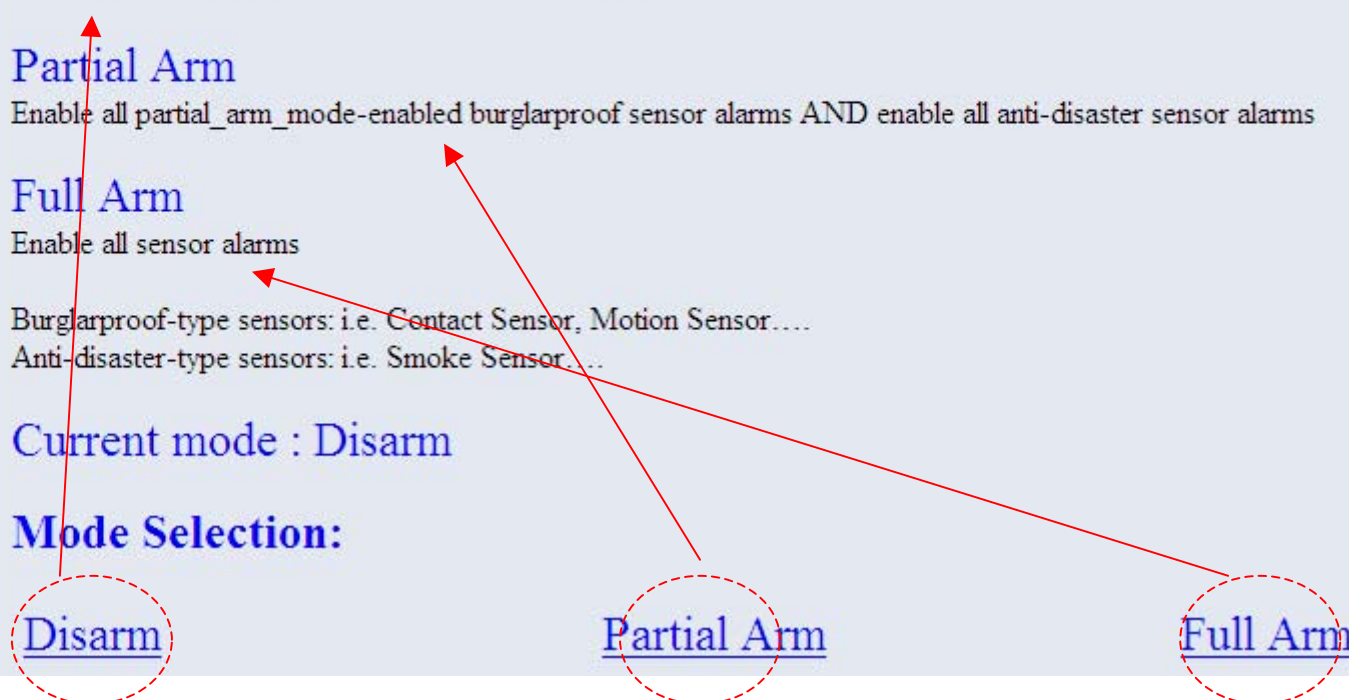 Partial Arm
Enable all partial_arm_mode-enabled burglarproof sensor alarms AND enable all anti-disaster sensor alarms
Full Arm
Enable all sensor alarms
Burglarproof-type sensors: i.e. Contact Sensor, Motion Sensor….
Anti-disaster-type sensors: i.e. Smoke Sensor….
Current mode : Disarm
Mode Selection:
Disarm Partial Arm Full Arm